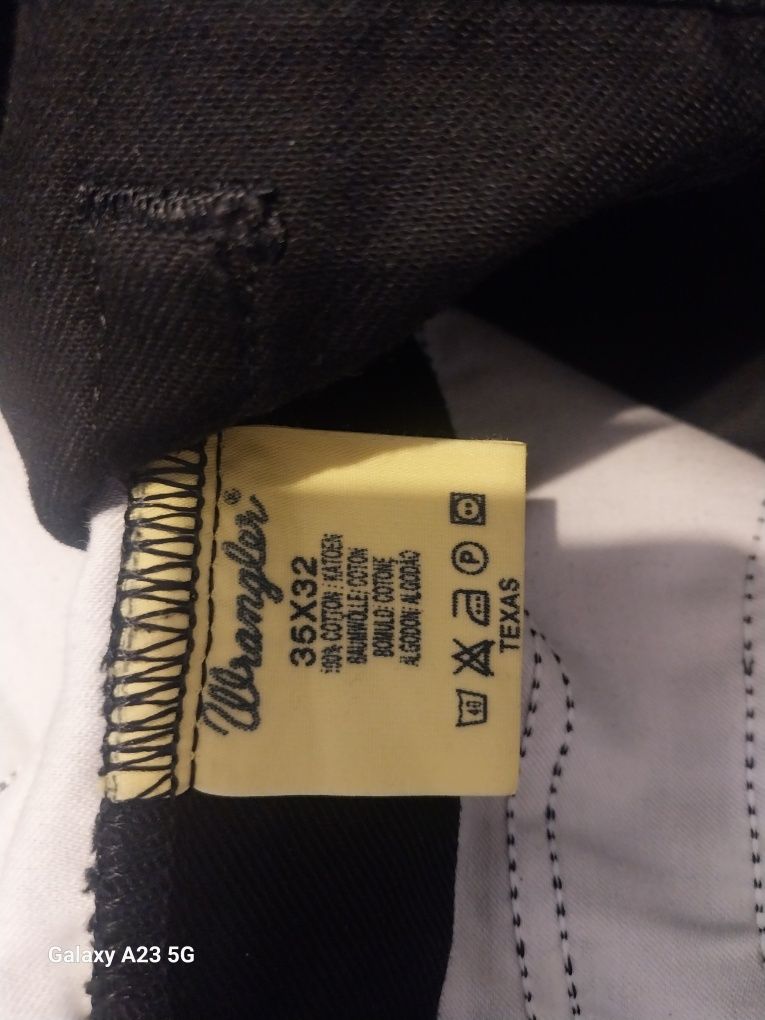 Wrangler®
35X32
100% COTTON : KATOEN
BAUMWOLLE: COTON
BOMULD: COTONE
ALGODON: ALGODÃO
40 P
TEXAS
Galaxy A23 5G